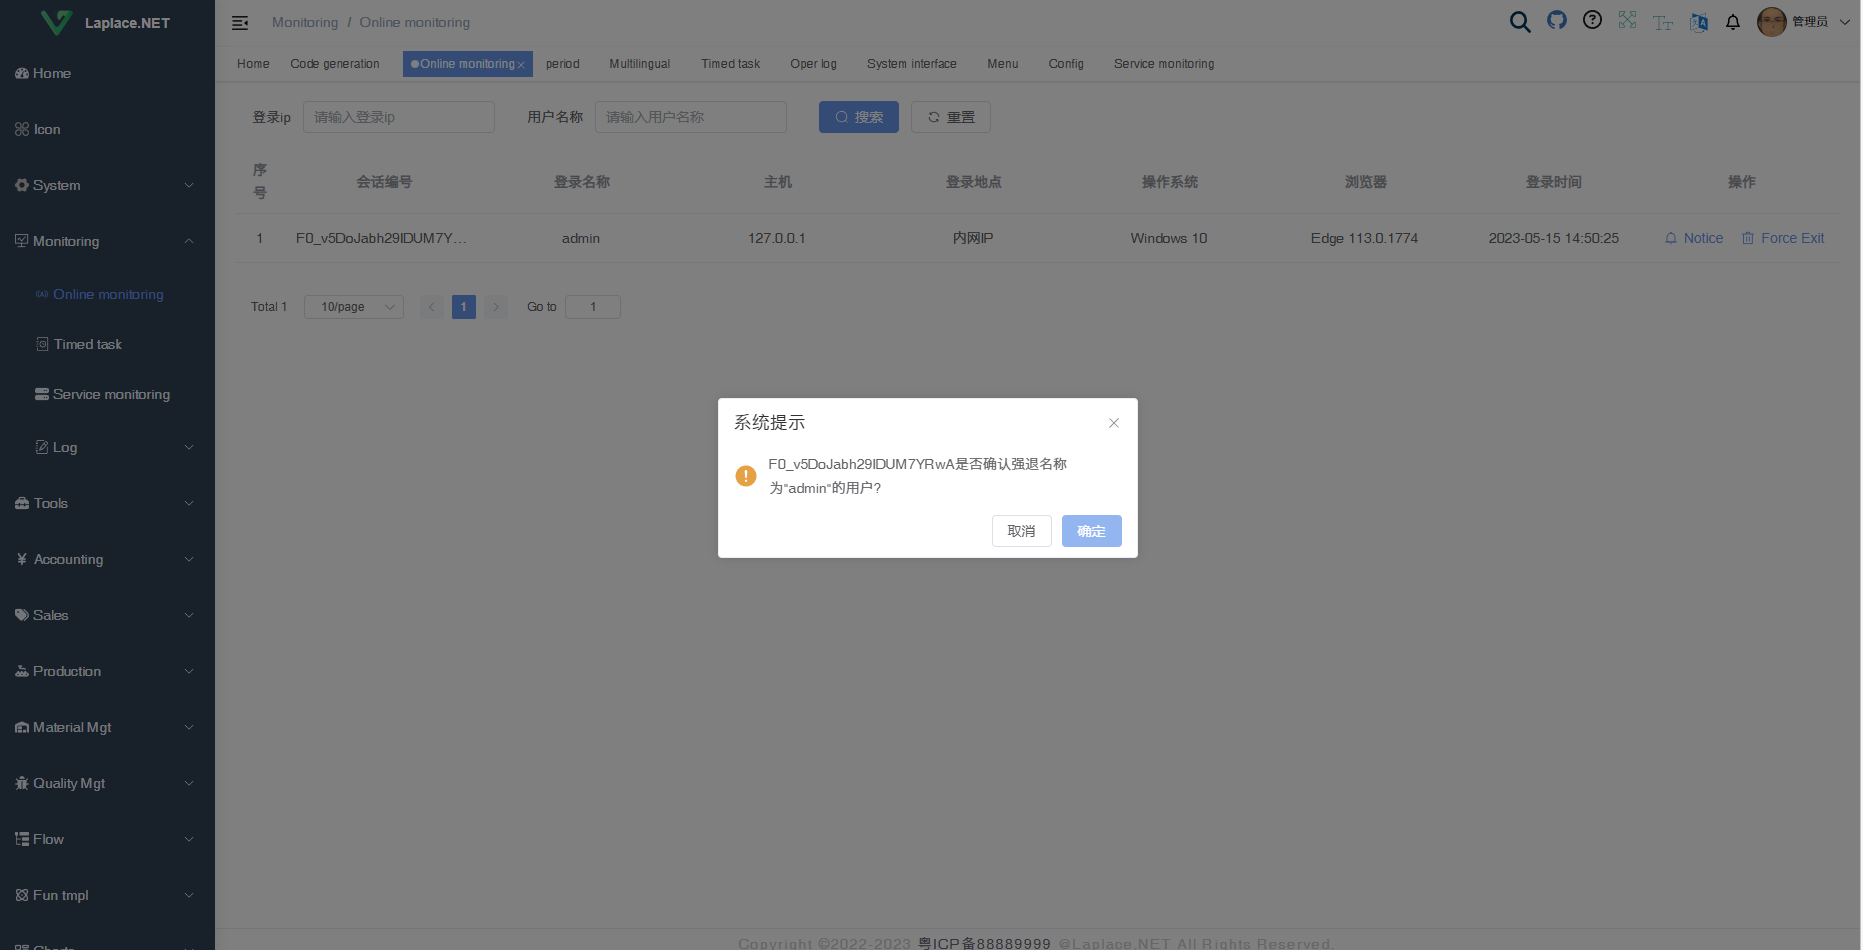 Laplace.NET
Monitoring / Online monitoring
管理员
Home
Code generation
Online monitoring
period
Multilingual
Timed task
Oper log
System interface
Menu
Config
Service monitoring
Home
Icon
System
Monitoring
Online monitoring
Timed task
Service monitoring
Log
Tools
Accounting
Sales
Production
Material Mgt
Quality Mgt
Flow
Fun tmpl
Charts
登录ip 请输入登录ip 用户名称 请输入用户名称 搜索 重置
序号 会话编号 登录名称 主机 登录地点 操作系统 浏览器 登录时间 操作
1 F0_v5DoJabh29IDUM7Y... admin 127.0.0.1 内网IP Windows 10 Edge 113.0.1774 2023-05-15 14:50:25 Notice Force Exit
Total 1 10/page 1 Go to 1
系统提示
F0_v5DoJabh29IDUM7YRwA是否确认强退名称
为"admin"的用户?
取消 确定
Copyright ©2022-2023 粤ICP备88889999 @Laplace.NET All Rights Reserved.